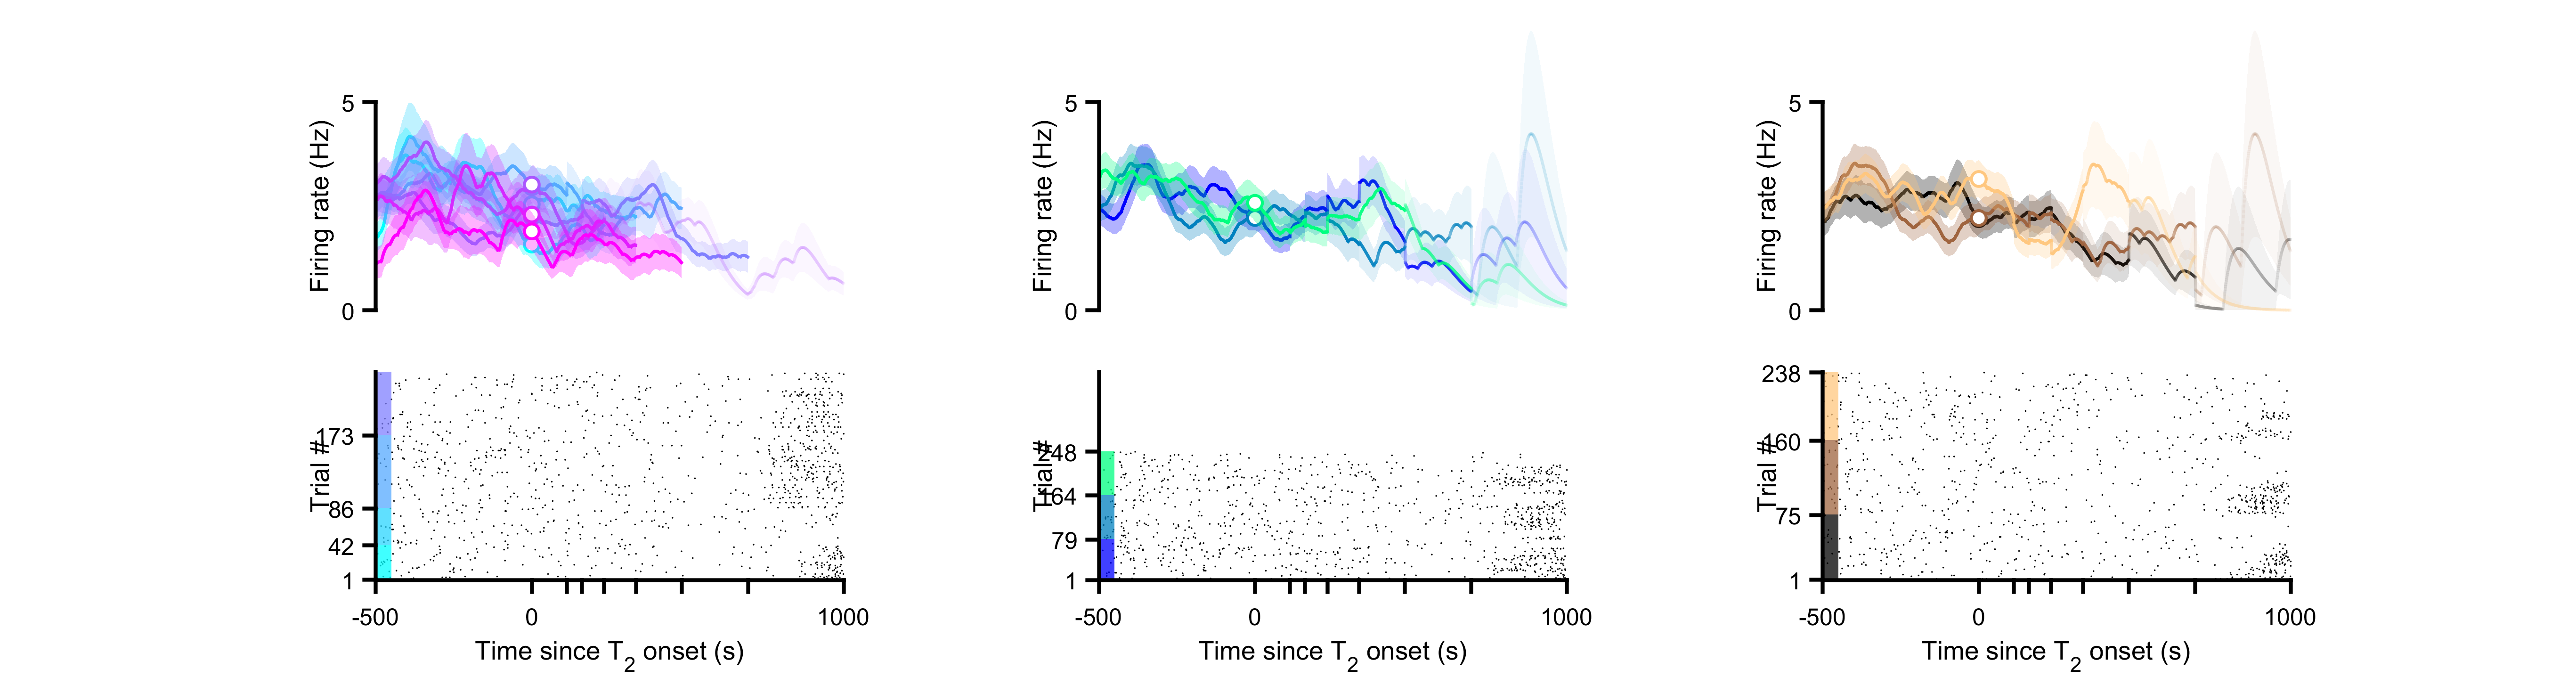 5
Firing rate (Hz)
0
173
Trial #
86
42
1
-500 0 1000
Time since T2 onset (s)
5
Firing rate (Hz)
0
248
Trial #
164
79
1
-500 0 1000
Time since T2 onset (s)
5
Firing rate (Hz)
0
238
160
Trial #
75
1
-500 0 1000
Time since T2 onset (s)